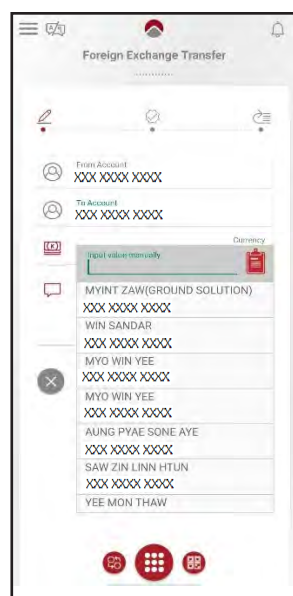 Foreign Exchange Transfer
From Account
XXX XXXX XXXX
To Account
XXX XXXX XXXX
Currency
Input value manually
MYINT ZAW(GROUND SOLUTION)
XXX XXXX XXXX
WIN SANDAR
XXX XXXX XXXX
MYO WIN YEE
XXX XXXX XXXX
MYO WIN YEE
XXX XXXX XXXX
AUNG PYAE SONE AYE
XXX XXXX XXXX
SAW ZIN LINN HTUN
XXX XXXX XXXX
YEE MON THAW